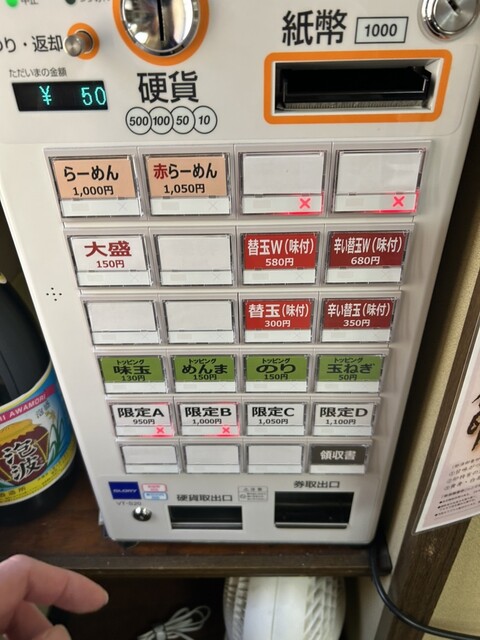 中止
り・返却
ただいまの金額
¥ 50
硬貨
500 100 50 10
紙幣 1000
らーめん
1,000円
赤らーめん
1,050円
×
×
大盛
150円
替玉W(味付)
580円
辛い替玉W(味付)
680円
替玉(味付)
300円
辛い替玉(味付)
350円
トッピング
味玉
130円
トッピング
めんま
150円
トッピング
のり
150円
トッピング
玉ねぎ
50円
限定A
950円
×
限定B
1,000円
×
限定C
1,050円
限定D
1,100円
領収書
GLORY
硬貨取出口
券取出口
AWAMORI
泡波